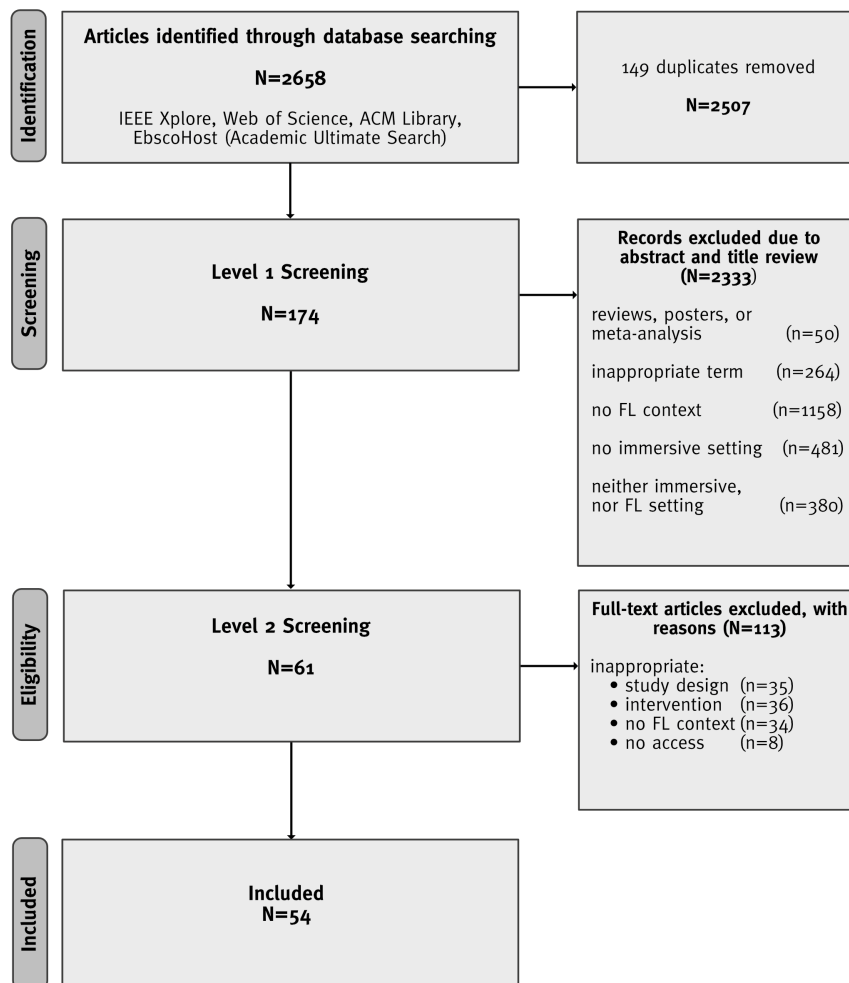 Identification
Articles identified through database searching
N=2658
IEEE Xplore, Web of Science, ACM Library,
EbscoHost (Academic Ultimate Search)
149 duplicates removed
N=2507
Screening
Level 1 Screening
N=174
Records excluded due to
abstract and title review
(N=2333)
reviews, posters, or
meta-analysis (n=50)
inappropriate term (n=264)
no FL context (n=1158)
no immersive setting (n=481)
neither immersive,
nor FL setting (n=380)
Eligibility
Level 2 Screening
N=61
Full-text articles excluded, with
reasons (N=113)
inappropriate:
• study design (n=35)
• intervention (n=36)
• no FL context (n=34)
• no access (n=8)
Included
Included
N=54